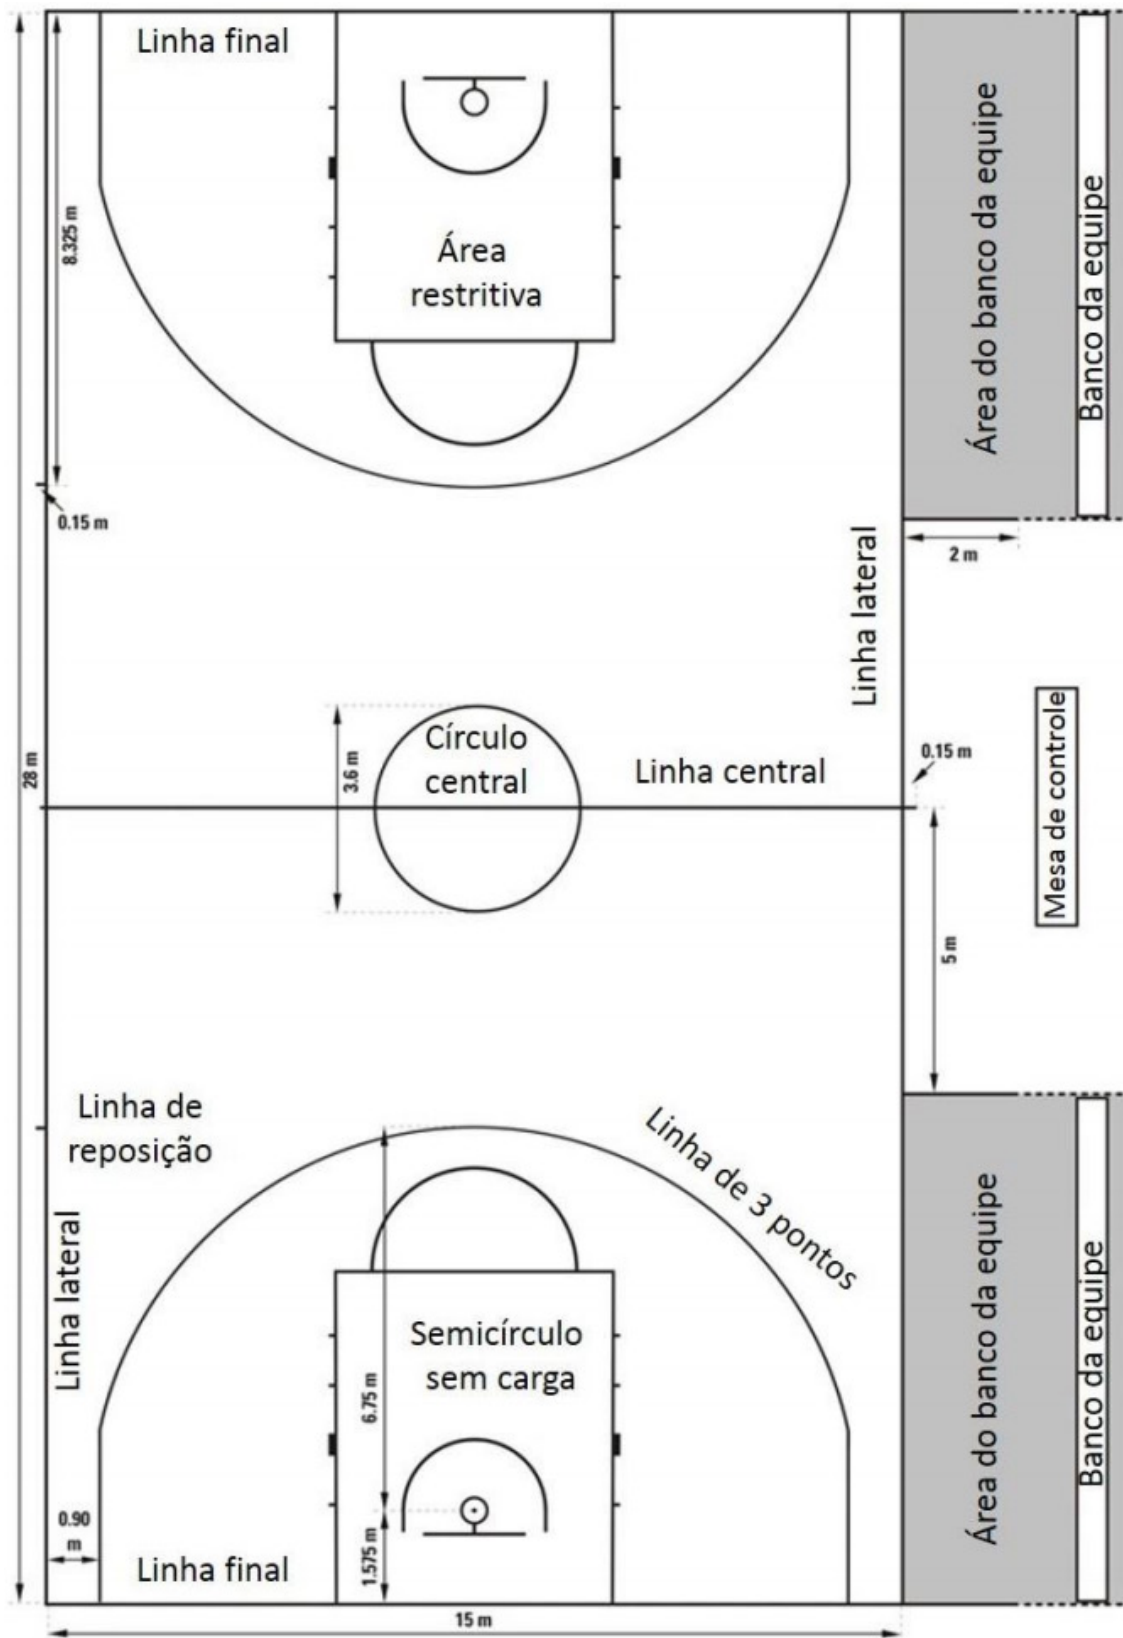 Linha final
Área
restritiva
8.325 m
0.15 m
Área do banco da equipe
Banco da equipe
2 m
Linha lateral
28 m
3.6 m
Círculo
central
Linha central
0.15 m
Mesa de controle
5 m
Linha de
reposição
Linha de 3 pontos
Linha lateral
Semicírculo
sem carga
6.75 m
1.575 m
0.90
m
Linha final
Área do banco da equipe
Banco da equipe
15 m